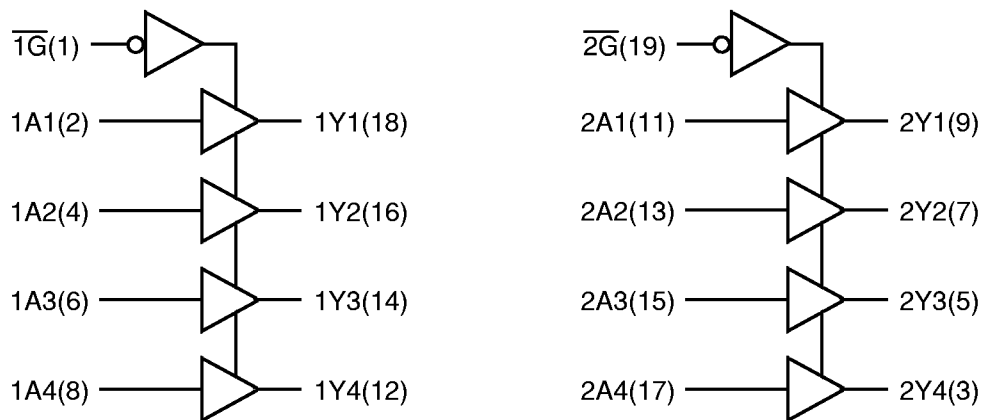 1G(1)
1A1(2) 1Y1(18)
1A2(4) 1Y2(16)
1A3(6) 1Y3(14)
1A4(8) 1Y4(12)
2G(19)
2A1(11) 2Y1(9)
2A2(13) 2Y2(7)
2A3(15) 2Y3(5)
2A4(17) 2Y4(3)